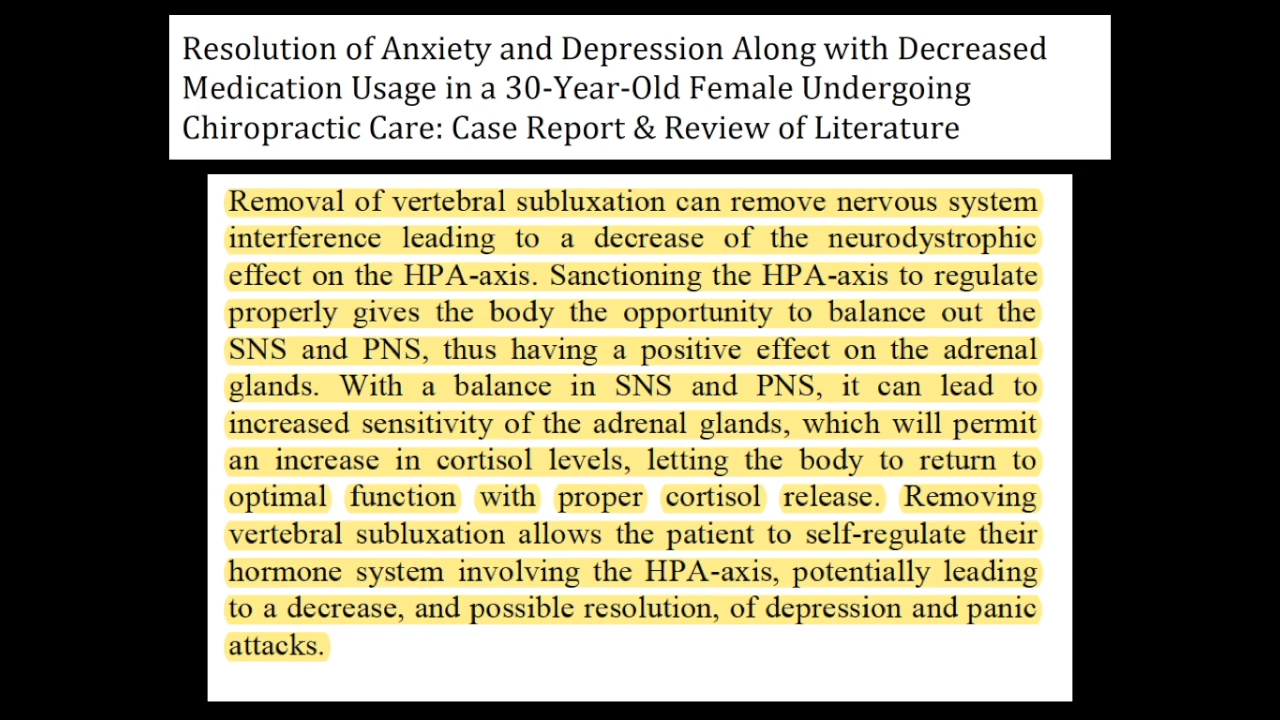 Resolution of Anxiety and Depression Along with Decreased
Medication Usage in a 30-Year-Old Female Undergoing
Chiropractic Care: Case Report & Review of Literature
Removal of vertebral subluxation can remove nervous system
interference leading to a decrease of the neurodystrophic
effect on the HPA-axis. Sanctioning the HPA-axis to regulate
properly gives the body the opportunity to balance out the
SNS and PNS, thus having a positive effect on the adrenal
glands. With a balance in SNS and PNS, it can lead to
increased sensitivity of the adrenal glands, which will permit
an increase in cortisol levels, letting the body to return to
optimal function with proper cortisol release. Removing
vertebral subluxation allows the patient to self-regulate their
hormone system involving the HPA-axis, potentially leading
to a decrease, and possible resolution, of depression and panic
attacks.